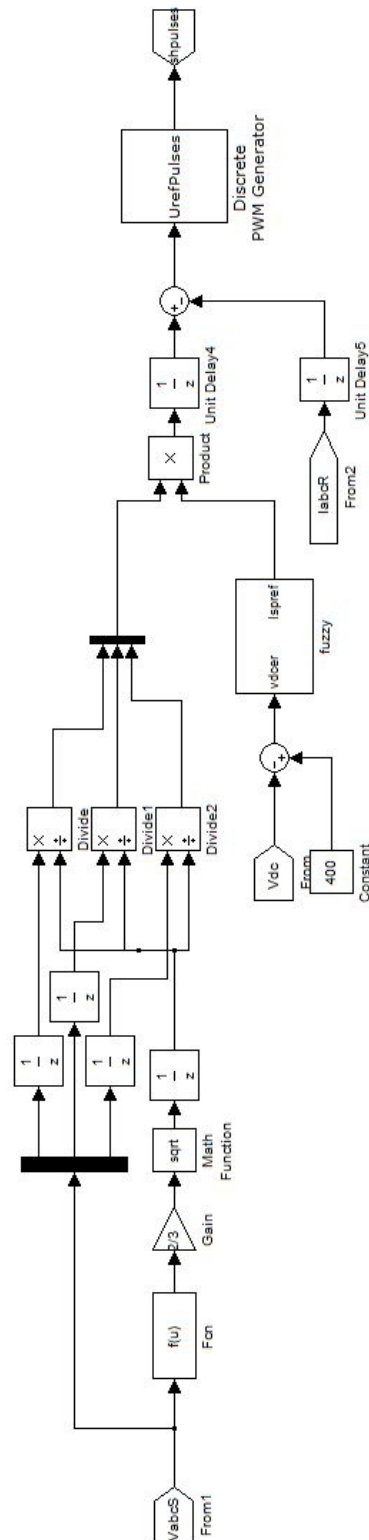 VabcS
From1
f(u)
Fcn
2/3
Gain
sqrt
Math
Function
1
z
1
z
1
z
1
z
×
÷
Divide
×
÷
Divide1
×
÷
Divide2
Vdc
From
400
Constant
-
+
vdcer
Ispref
fuzzy
×
Product
1
z
Unit Delay4
IabcR
From2
1
z
Unit Delay5
+
-
UrefPulses
Discrete
PWM Generator
shpulses